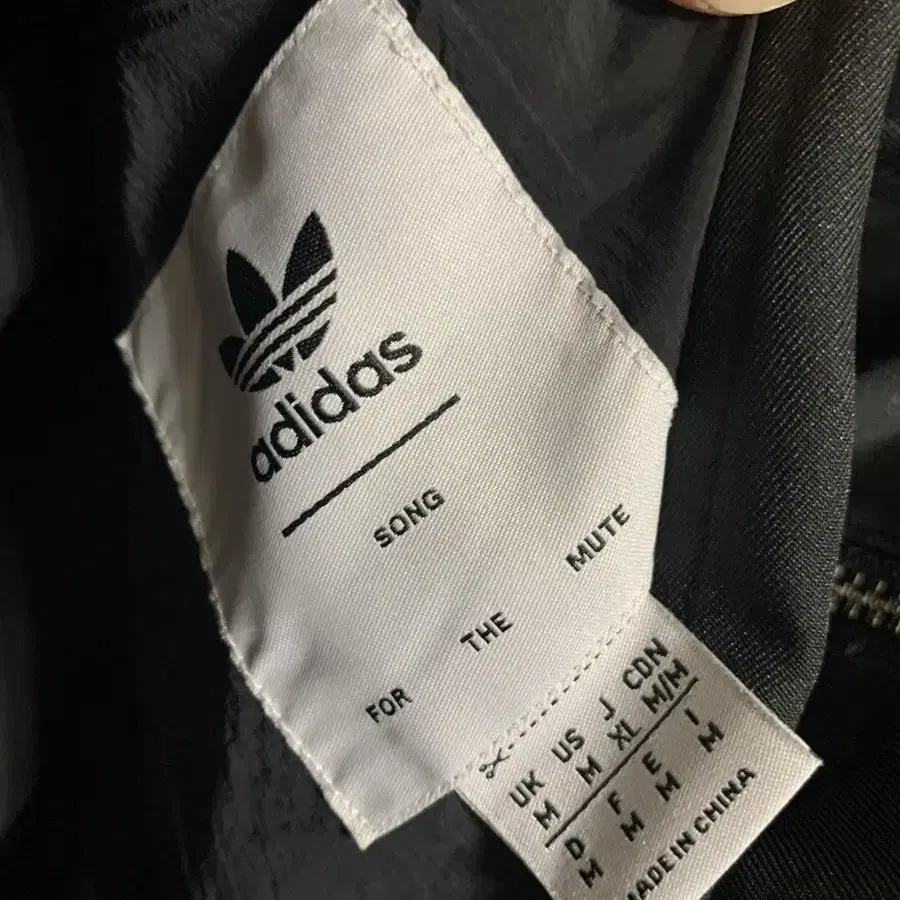 adidas
SONG
FOR THE MUTE
UK US J CDN
M M XL M/M
D F E I
M M M M
MADE IN CHINA